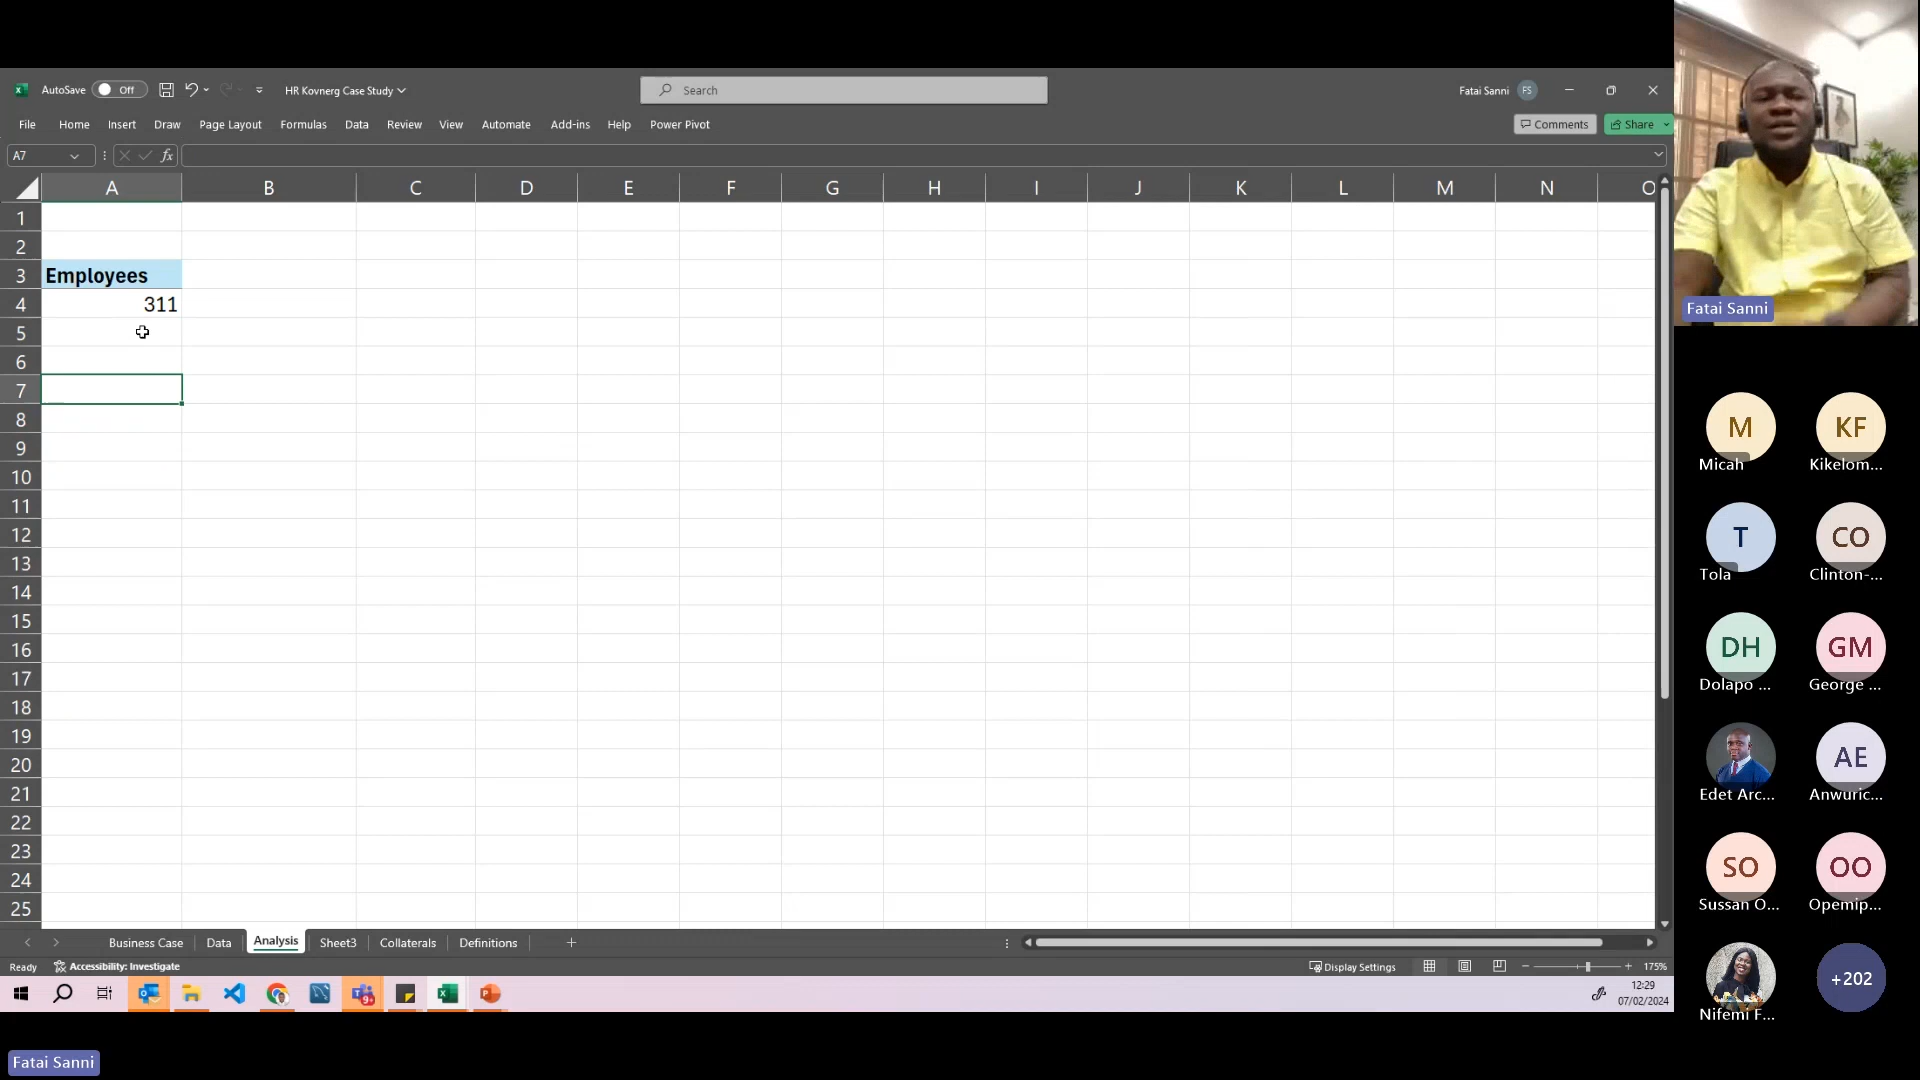 AutoSave Off HR Kovnerg Case Study Search Fatai Sanni FS
File Home Insert Draw Page Layout Formulas Data Review View Automate Add-ins Help Power Pivot Comments Share
A7 fx
A B C D E F G H I J K L M N O
1
2
3 Employees
4 311
5
6
7
8
9
10
11
12
13
14
15
16
17
18
19
20
21
22
23
24
25
Business Case Data Analysis Sheet3 Collaterals Definitions
Ready Accessibility: Investigate Display Settings 175%
9+
12:29
07/02/2024
Fatai Sanni
Fatai Sanni
M KF
Micah Kikelom...
T CO
Tola Clinton-...
DH GM
Dolapo ... George ...
AE
Edet Arc... Anwuric...
SO OO
Sussan O... Opemip...
+202
Nifemi F...